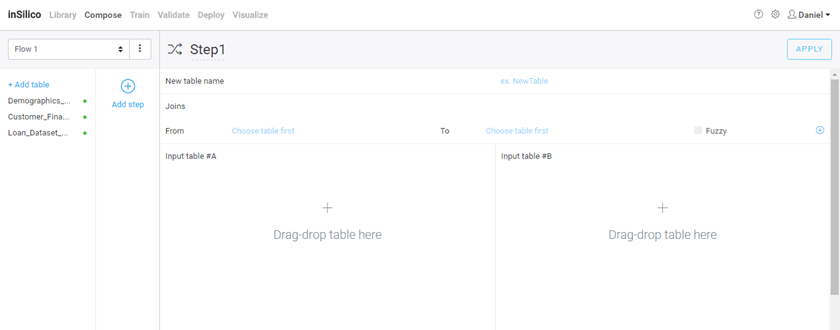 inSilico Library Compose Train Validate Deploy Visualize Daniel
Flow 1 Step1 APPLY
+ Add table
Demographics_...
Customer_Fina...
Loan_Dataset_...
Add step
New table name ex. NewTable
Joins
From Choose table first To Choose table first Fuzzy
Input table #A Input table #B
Drag-drop table here Drag-drop table here